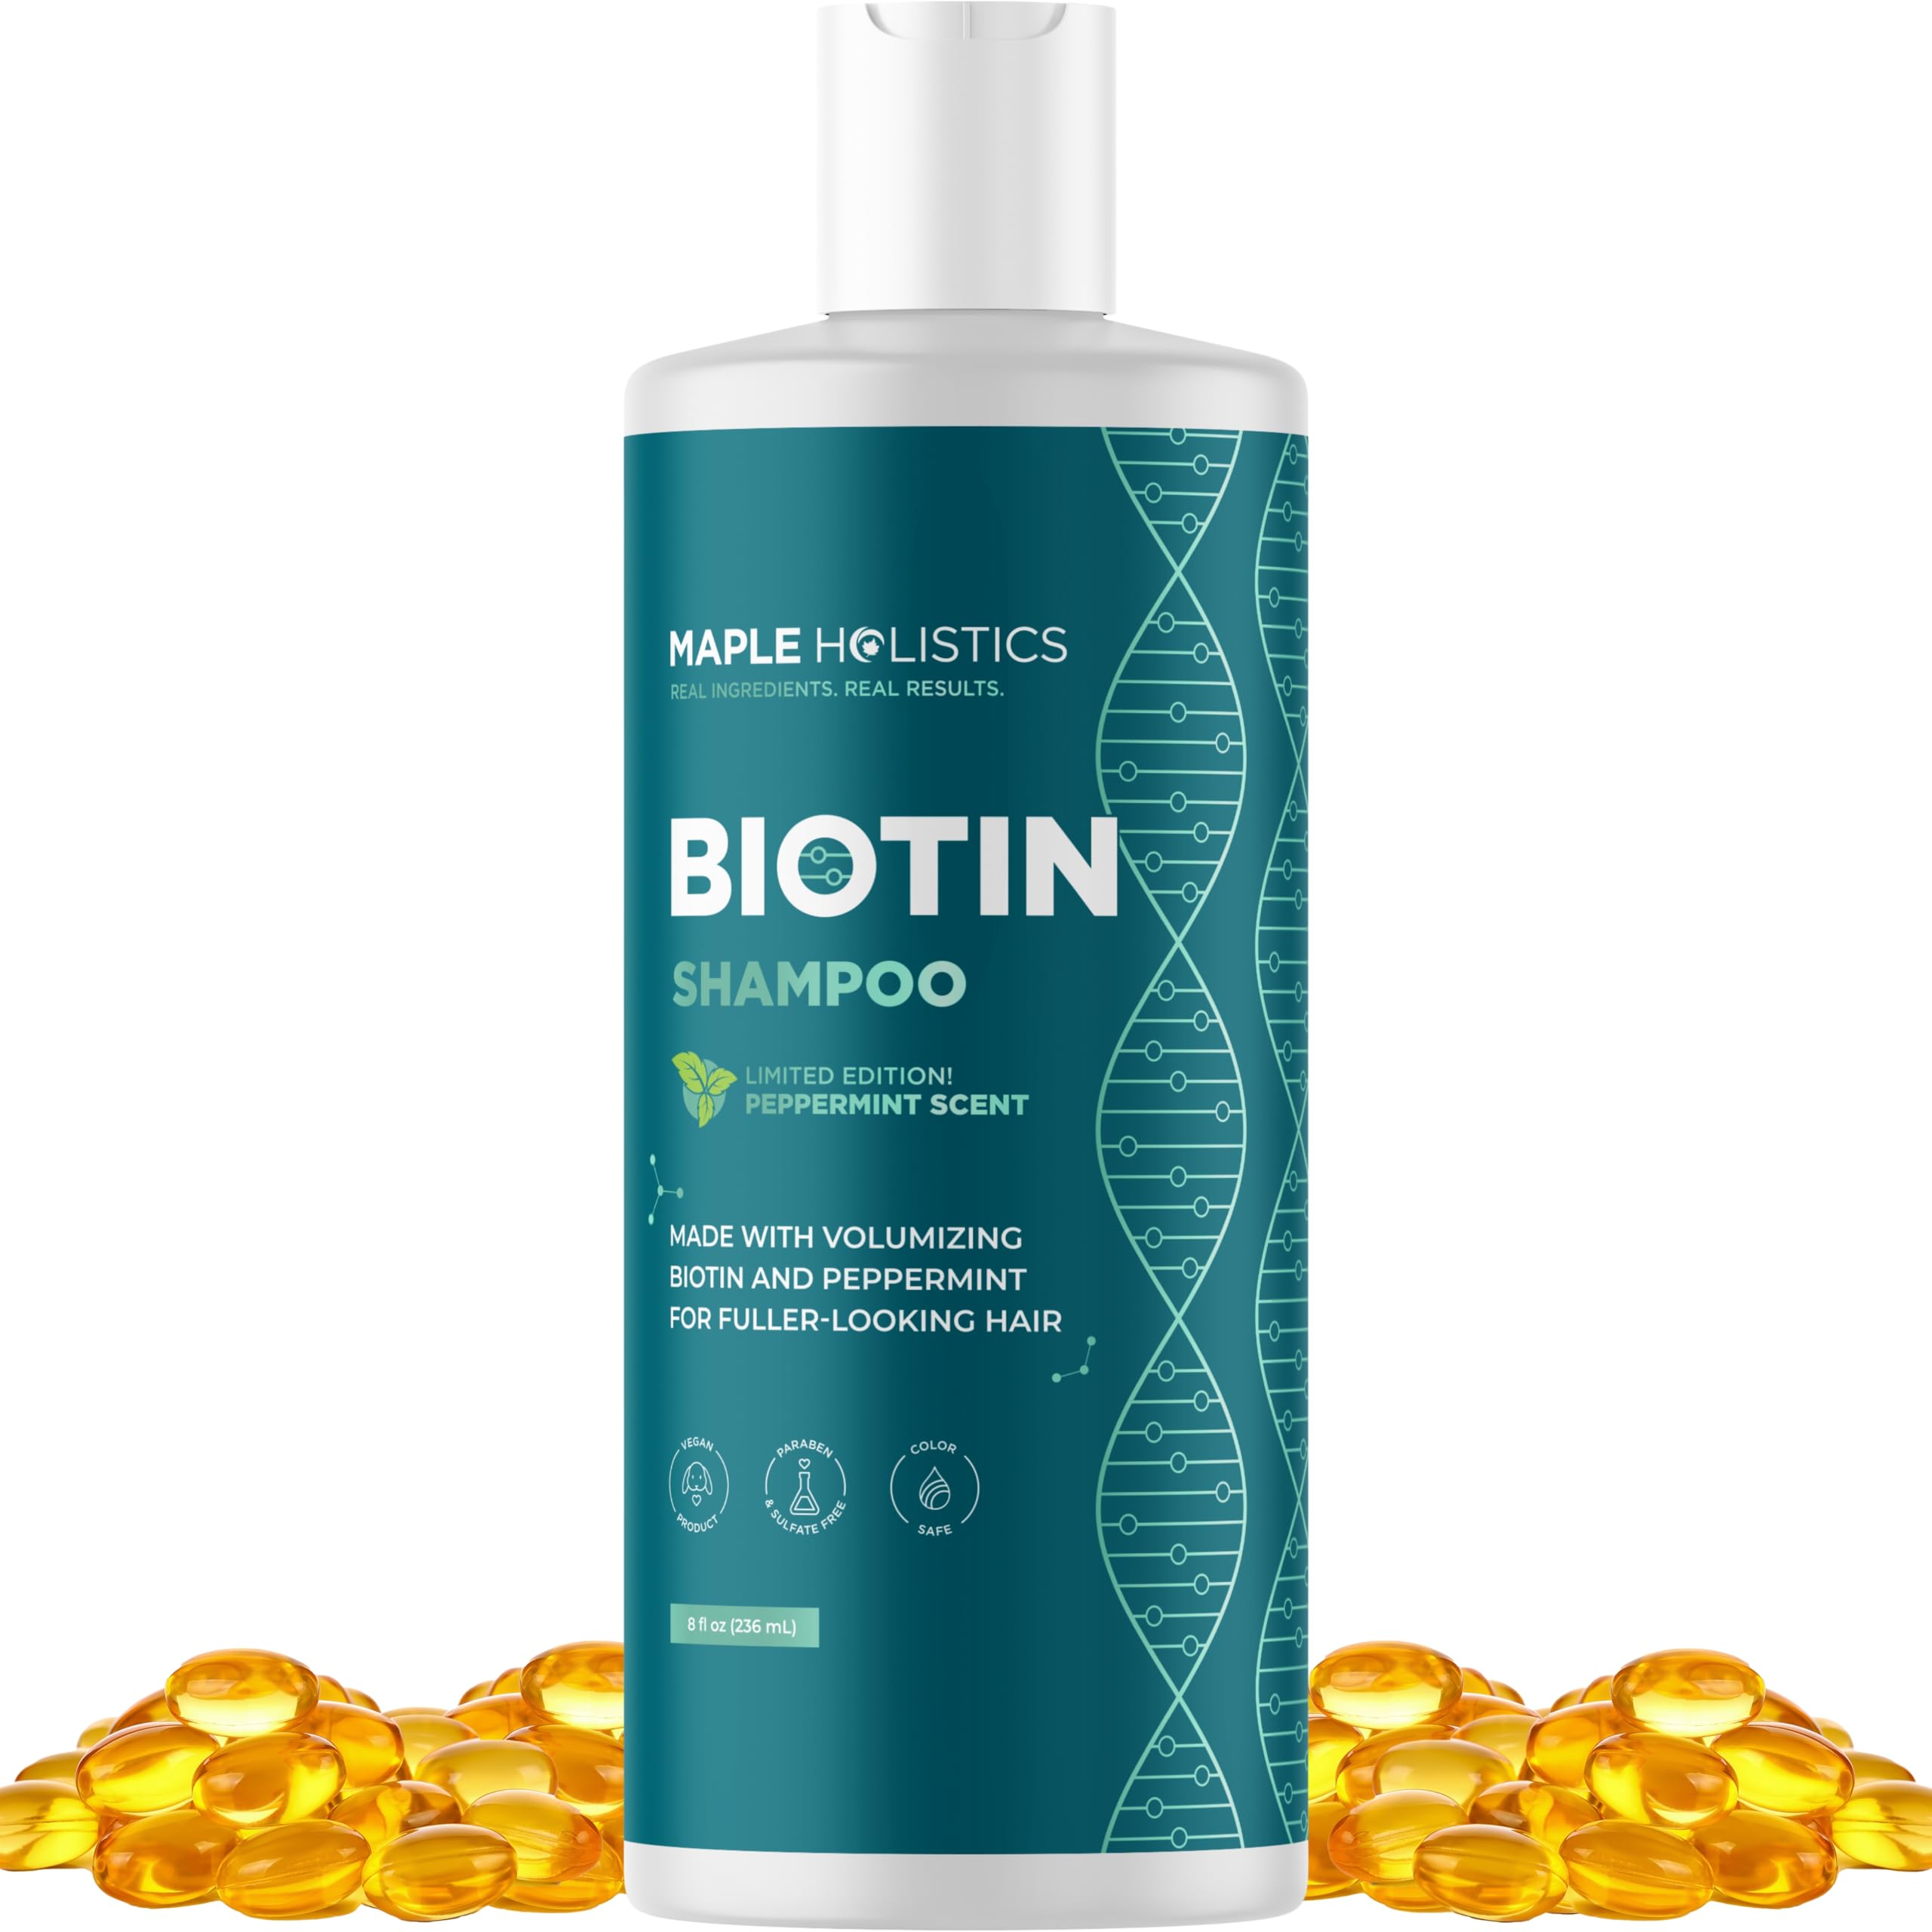 MAPLE HOLISTICS
REAL INGREDIENTS. REAL RESULTS.
BIOTIN
SHAMPOO
LIMITED EDITION!
PEPPERMINT SCENT
MADE WITH VOLUMIZING
BIOTIN AND PEPPERMINT
FOR FULLER-LOOKING HAIR
VEGAN
PRODUCT
PARABEN
& SULFATE FREE
COLOR
SAFE
8 fl oz (236 mL)